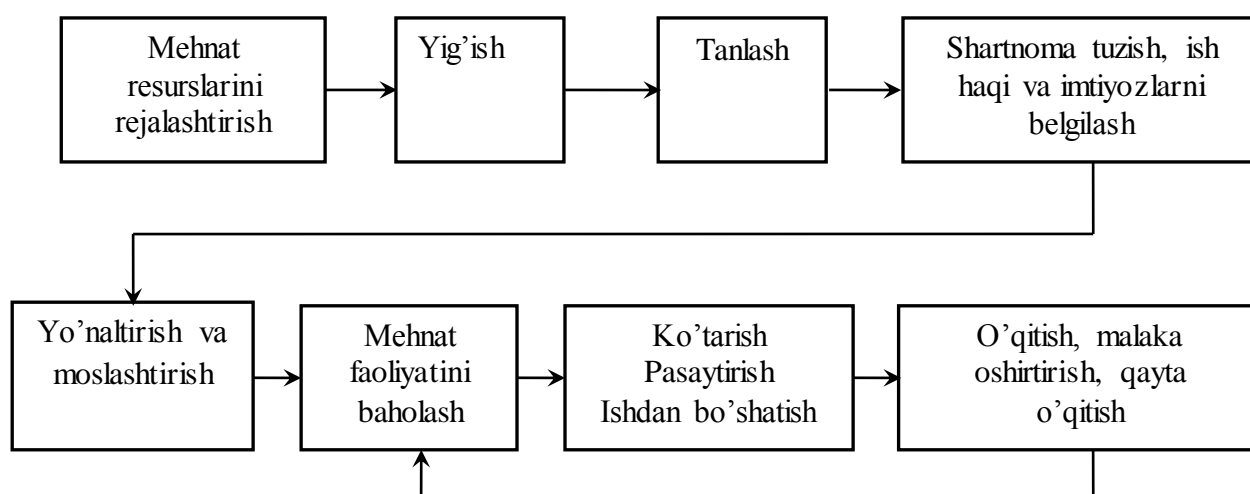 Mehnat
resurslarini
rejalashtirish
Yig’ish
Tanlash
Shartnoma tuzish, ish
haqi va imtiyozlarni
belgilash
Yo’naltirish va
moslashtirish
Mehnat
faoliyatini
baholash
Ko’tarish
Pasaytirish
Ishdan bo’shatish
O’qitish, malaka
oshirtirish, qayta
o’qitish